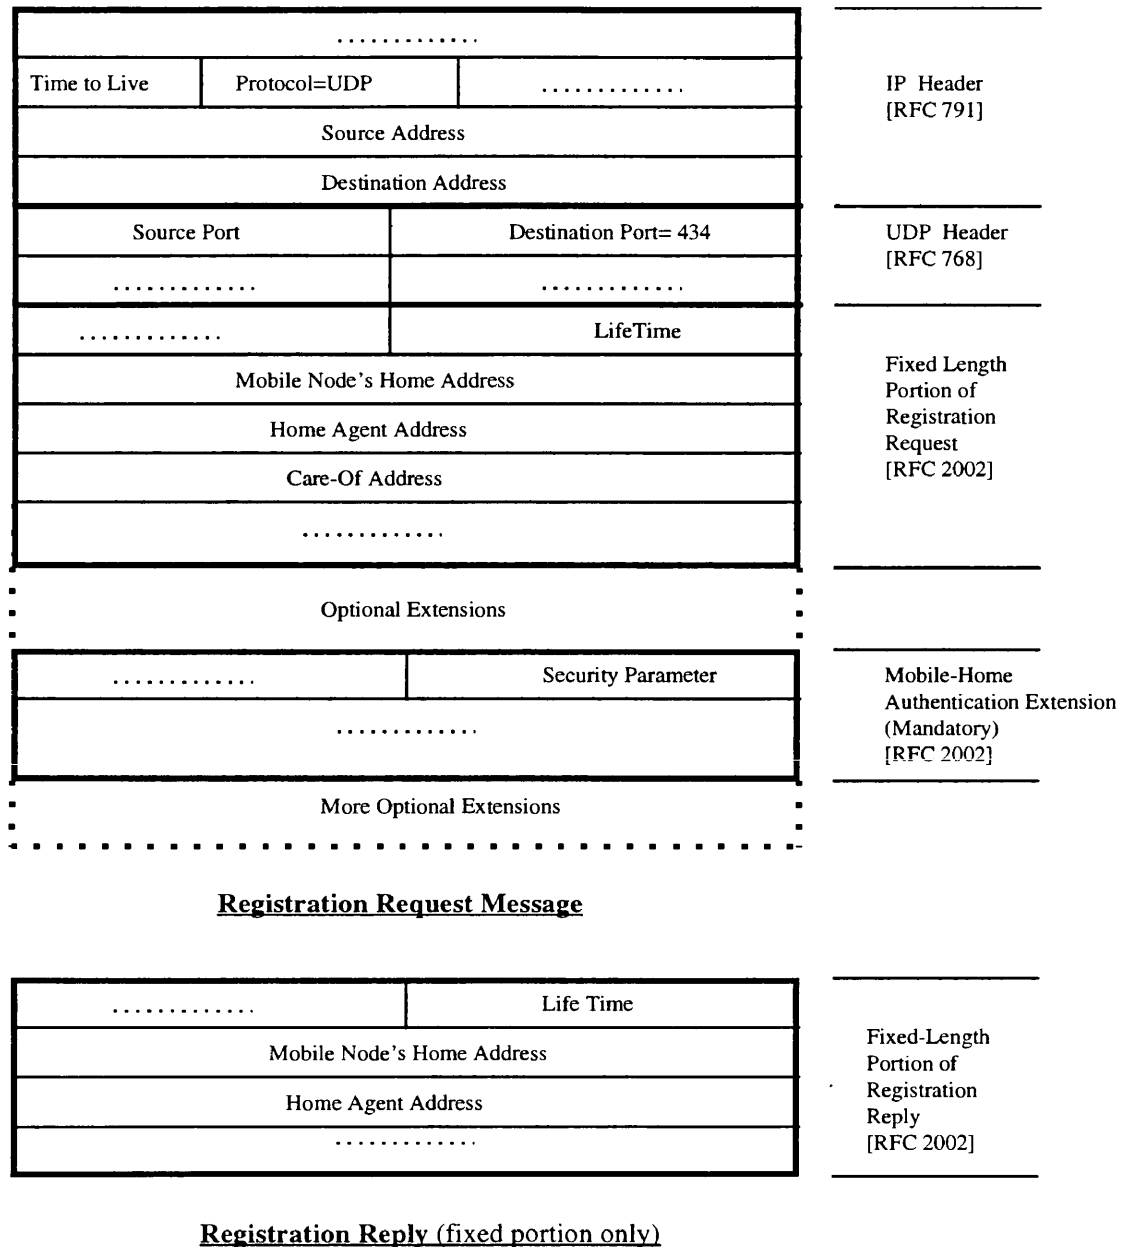 .............
Time to Live Protocol=UDP .............
IP Header
[RFC 791]
Source Address
Destination Address
Source Port Destination Port= 434
UDP Header
[RFC 768]
............. .............
............. LifeTime
Mobile Node's Home Address
Home Agent Address
Care-Of Address
.............
Fixed Length
Portion of
Registration
Request
[RFC 2002]
Optional Extensions
............. Security Parameter
.............
Mobile-Home
Authentication Extension
(Mandatory)
[RFC 2002]
More Optional Extensions
Registration Request Message
............. Life Time
Mobile Node's Home Address
Home Agent Address
.............
Fixed-Length
Portion of
Registration
Reply
[RFC 2002]
Registration Reply (fixed portion only)